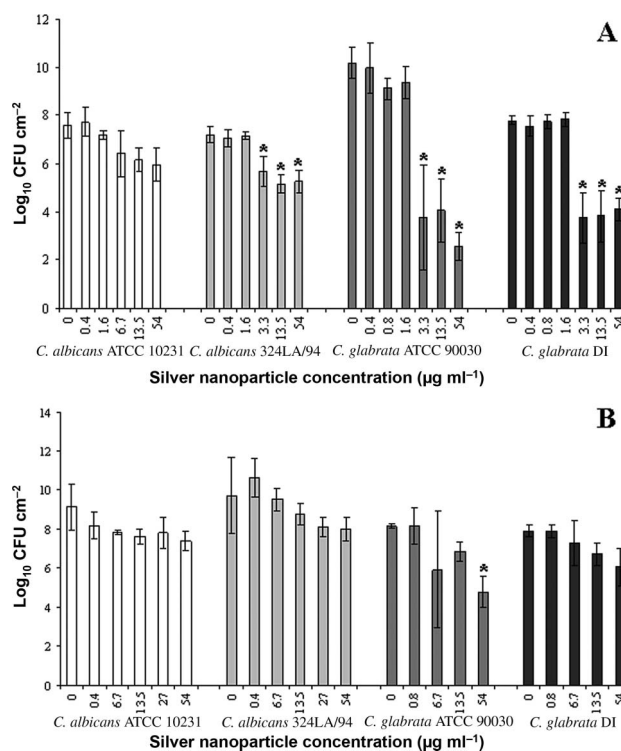 A
12
10
8
6
4
2
0
Log10 CFU cm−2
* * *
* * *
* * *
0 0.4 1.6 6.7 13.5 54 0 0.4 1.6 3.3 13.5 54 0 0.4 0.8 1.6 3.3 13.5 54 0 0.4 0.8 1.6 3.3 13.5 54
C. albicans ATCC 10231 C. albicans 324LA/94 C. glabrata ATCC 90030 C. glabrata DI
Silver nanoparticle concentration (µg ml−1)
B
14
12
10
8
6
4
2
0
Log10 CFU cm−2
*
0 0.4 6.7 13.5 27 54 0 0.4 6.7 13.5 27 54 0 0.8 6.7 13.5 54 0 0.8 6.7 13.5 54
C. albicans ATCC 10231 C. albicans 324LA/94 C. glabrata ATCC 90030 C. glabrata DI
Silver nanoparticle concentration (µg ml−1)